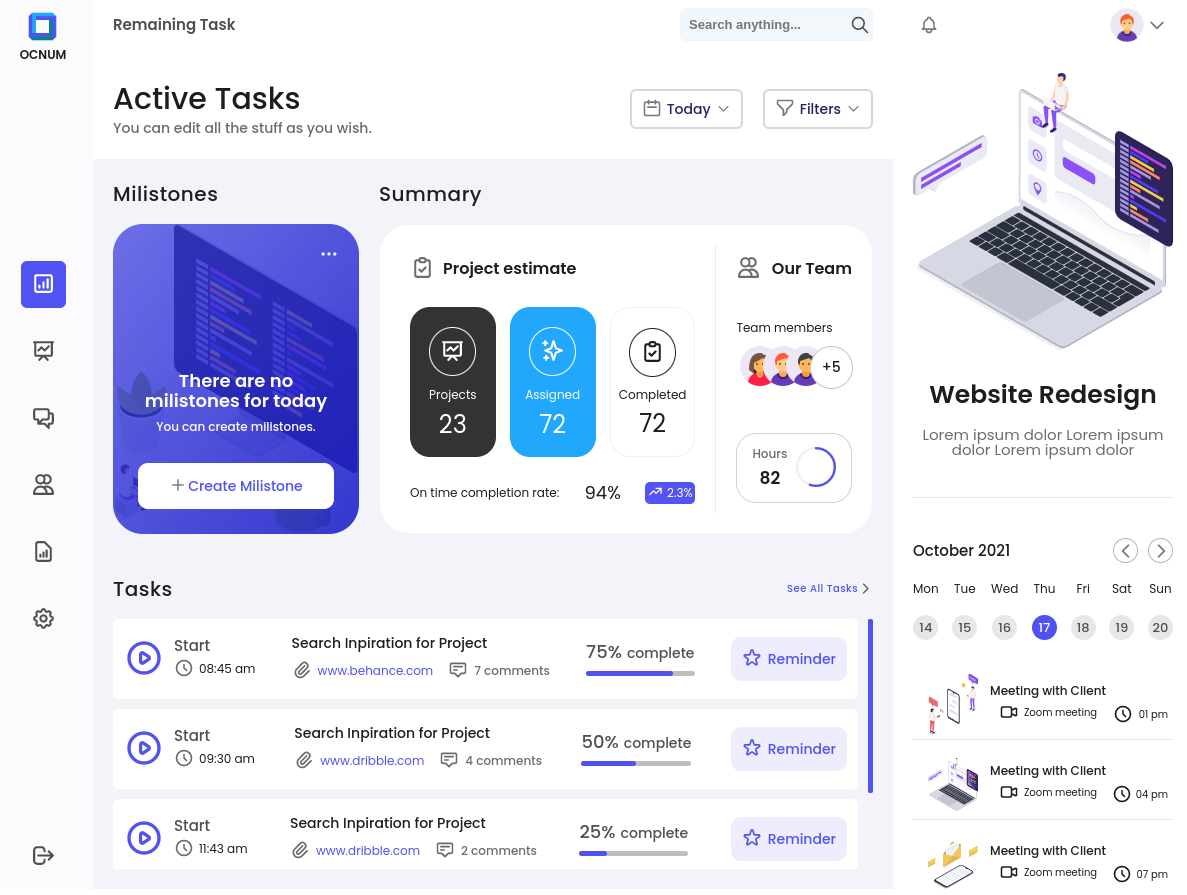 OCNUM
Remaining Task
Search anything...
Active Tasks
You can edit all the stuff as you wish.
Today
Filters
Milistones
There are no
milistones for today
You can create milistones.
Create Milistone
Summary
Project estimate
Projects
23
Assigned
72
Completed
72
On time completion rate:
94%
2.3%
Our Team
Team members
+5
Hours
82
Tasks
See All Tasks
Start
08:45 am
Search Inpiration for Project
www.behance.com
7 comments
75% complete
Reminder
Start
09:30 am
Search Inpiration for Project
www.dribble.com
4 comments
50% complete
Reminder
Start
11:43 am
Search Inpiration for Project
www.dribble.com
2 comments
25% complete
Reminder
Website Redesign
Lorem ipsum dolor Lorem ipsum
dolor Lorem ipsum dolor
October 2021
Mon Tue Wed Thu Fri Sat Sun
14 15 16 17 18 19 20
Meeting with Client
Zoom meeting
01 pm
Meeting with Client
Zoom meeting
04 pm
Meeting with Client
Zoom meeting
07 pm